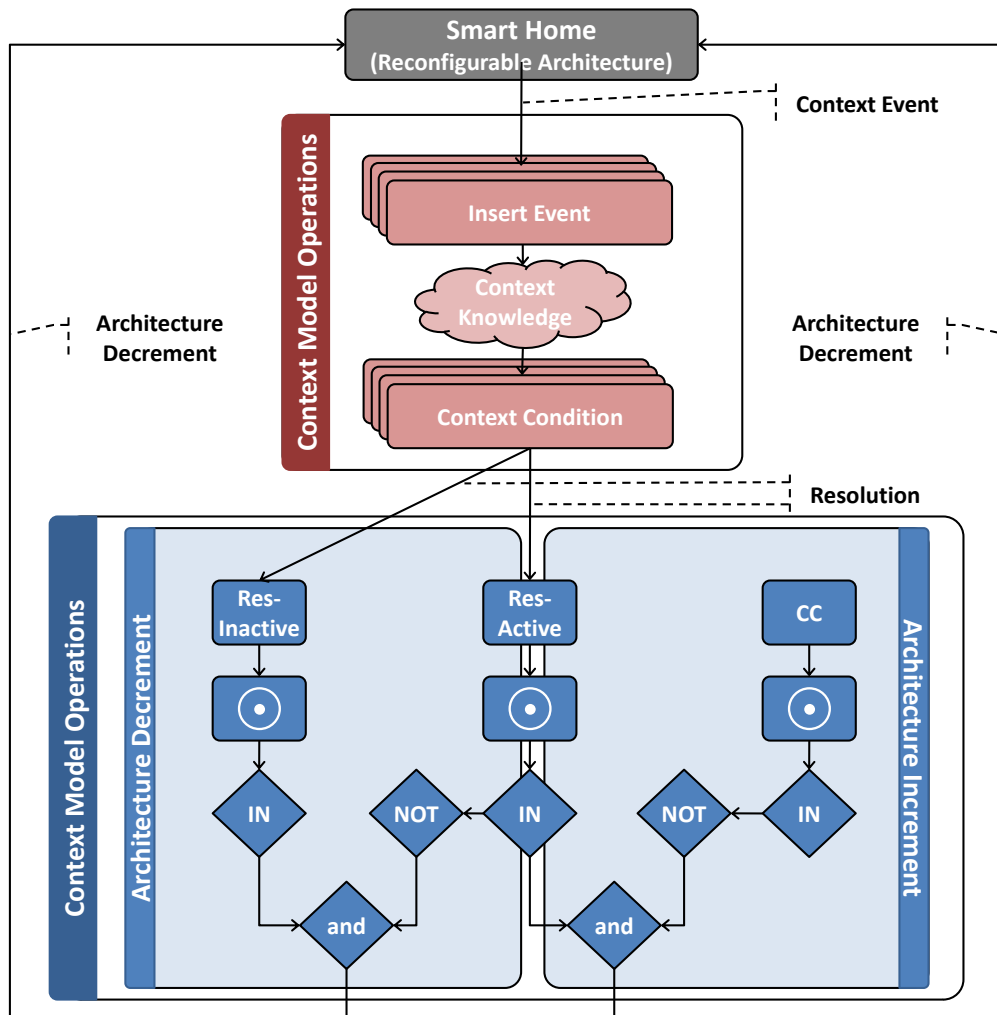 Smart Home
(Reconfigurable Architecture)
Context Event
Context Model Operations
Insert Event
Context
Knowledge
Context Condition
Architecture
Decrement
Architecture
Decrement
Resolution
Context Model Operations
Architecture Decrement
Res-
Inactive
Res-
Active
CC
Architecture Increment
IN
NOT
IN
NOT
IN
and
and